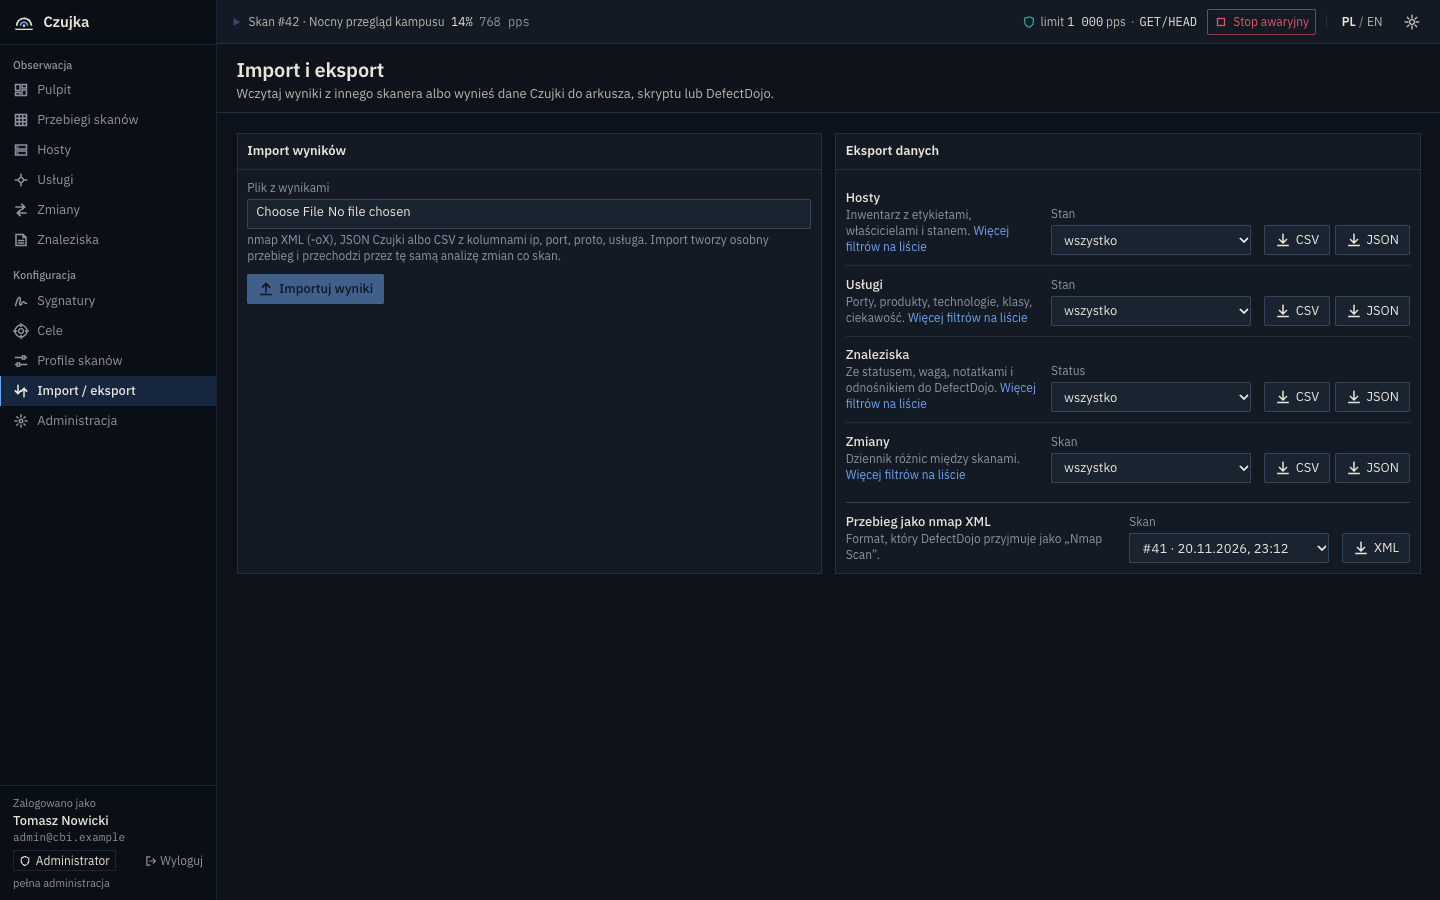 Czujka
Skan #42 · Nocny przegląd kampusu 14% 768 pps
limit 1 000 pps · GET/HEAD
Stop awaryjny
PL / EN
Obserwacja
Pulpit
Przebiegi skanów
Hosty
Usługi
Zmiany
Znaleziska
Konfiguracja
Sygnatury
Cele
Profile skanów
Import / eksport
Administracja
Zalogowano jako
Tomasz Nowicki
admin@cbi.example
Administrator
Wyloguj
pełna administracja
Import i eksport
Wczytaj wyniki z innego skanera albo wynieś dane Czujki do arkusza, skryptu lub DefectDojo.
Import wyników
Plik z wynikami
Choose File No file chosen
nmap XML (-oX), JSON Czujki albo CSV z kolumnami ip, port, proto, usługa. Import tworzy osobny
przebieg i przechodzi przez tę samą analizę zmian co skan.
Importuj wyniki
Eksport danych
Hosty
Inwentarz z etykietami,
właścicielami i stanem. Więcej
filtrów na liście
Stan
wszystko
CSV
JSON
Usługi
Porty, produkty, technologie, klasy,
ciekawość. Więcej filtrów na liście
Stan
wszystko
CSV
JSON
Znaleziska
Ze statusem, wagą, notatkami i
odnośnikiem do DefectDojo. Więcej
filtrów na liście
Status
wszystko
CSV
JSON
Zmiany
Dziennik różnic między skanami.
Więcej filtrów na liście
Skan
wszystko
CSV
JSON
Przebieg jako nmap XML
Format, który DefectDojo przyjmuje jako „Nmap
Scan”.
Skan
#41 · 20.11.2026, 23:12
XML